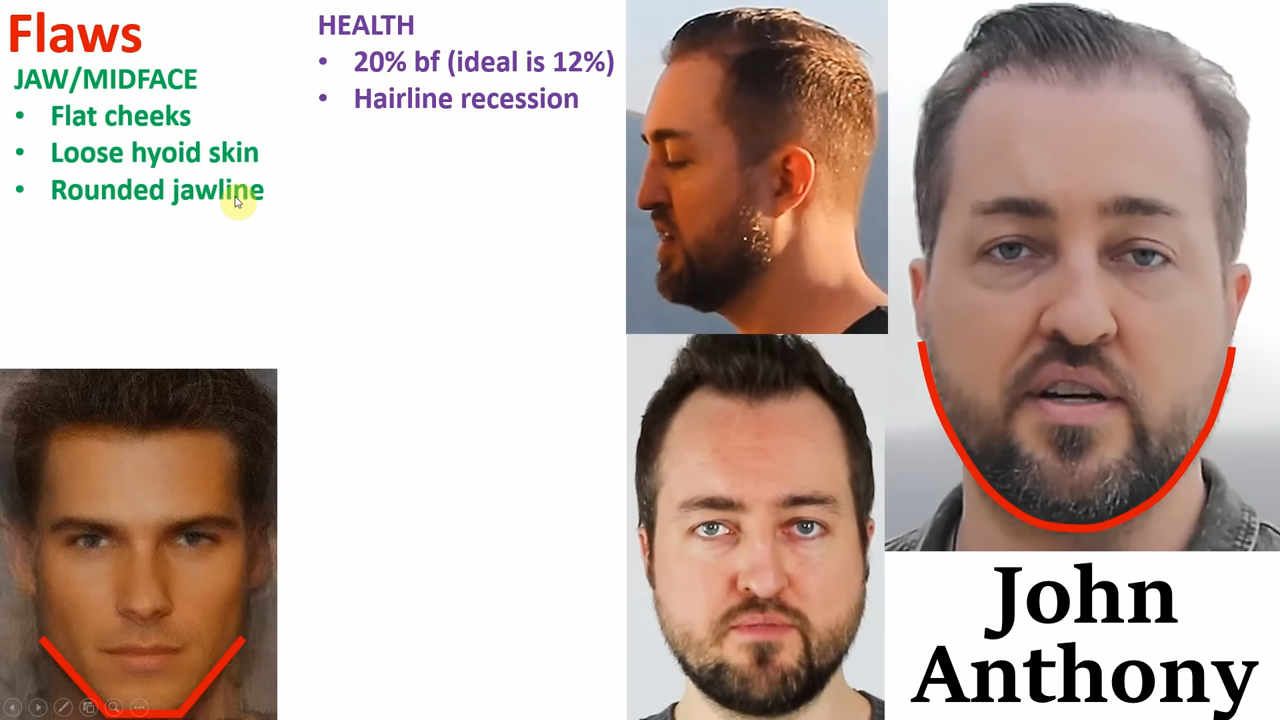 Flaws
JAW/MIDFACE
• Flat cheeks
• Loose hyoid skin
• Rounded jawline
HEALTH
• 20% bf (ideal is 12%)
• Hairline recession
John
Anthony